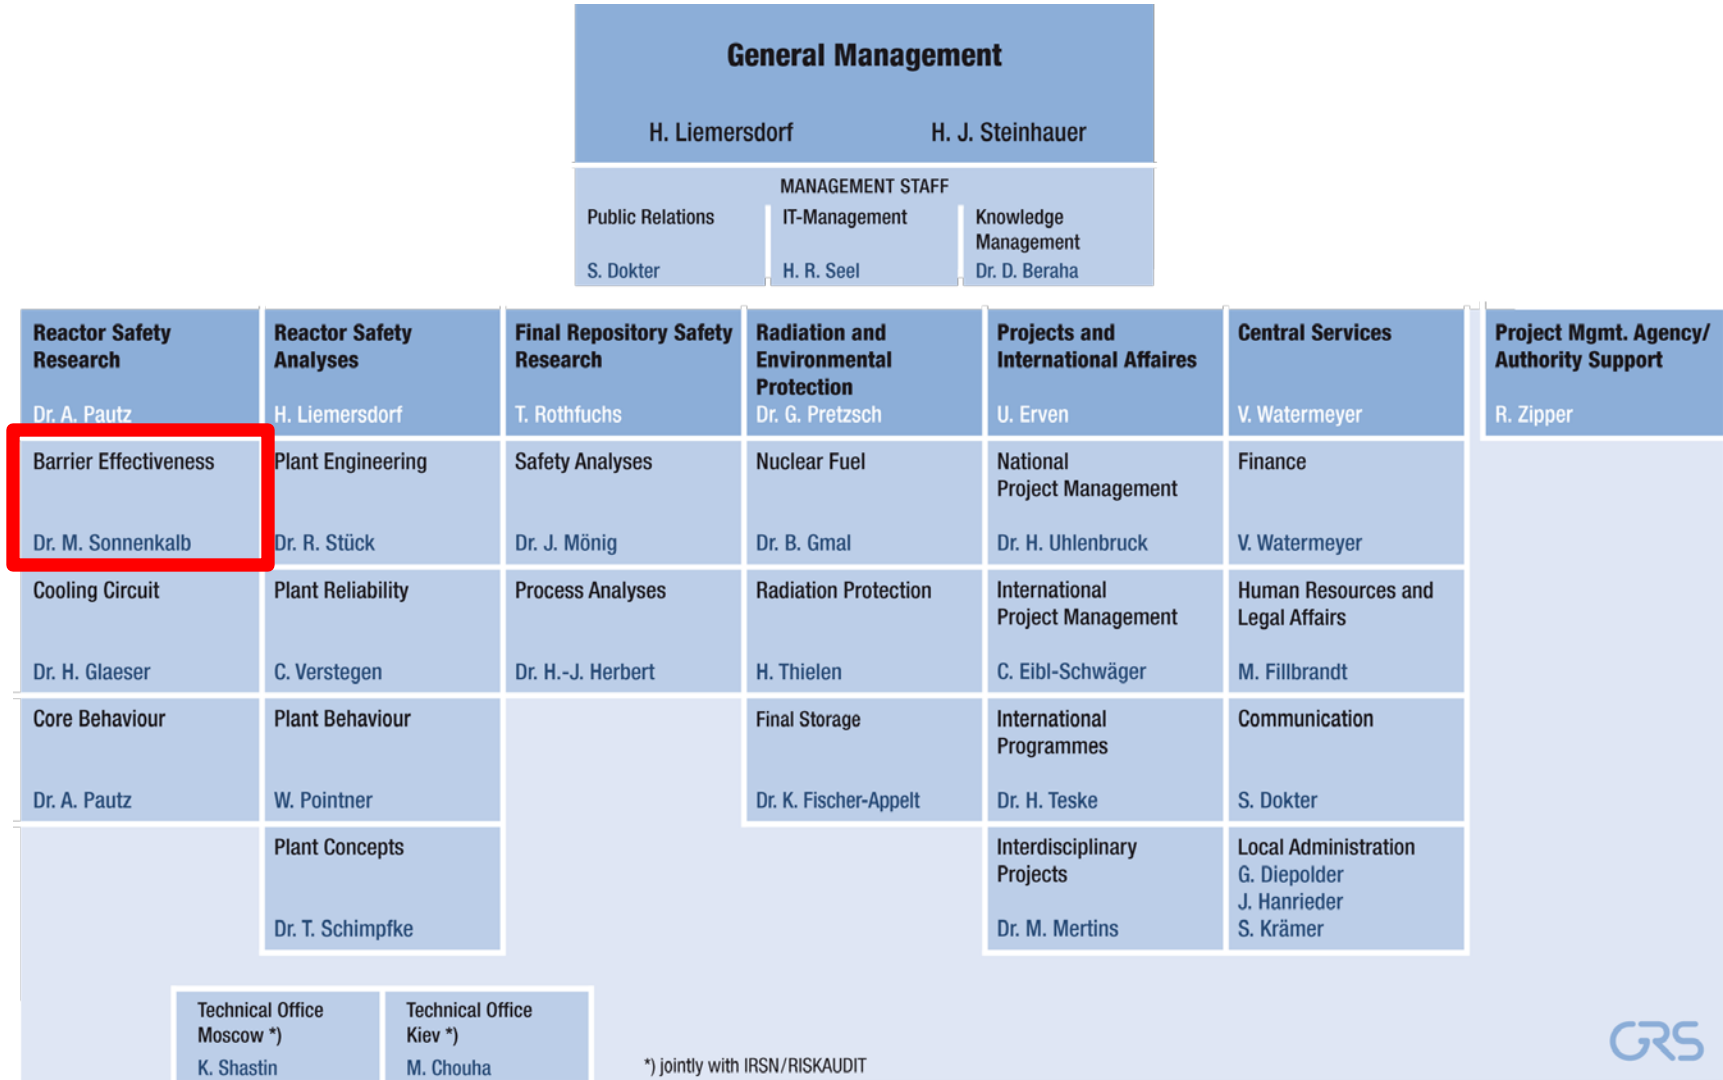 General Management
H. Liemersdorf
H. J. Steinhauer
MANAGEMENT STAFF
Public Relations
S. Dokter
IT-Management
H. R. Seel
Knowledge
Management
Dr. D. Beraha
Reactor Safety
Research
Dr. A. Pautz
Barrier Effectiveness
Dr. M. Sonnenkalb
Cooling Circuit
Dr. H. Glaeser
Core Behaviour
Dr. A. Pautz
Reactor Safety
Analyses
H. Liemersdorf
Plant Engineering
Dr. R. Stück
Plant Reliability
C. Verstegen
Plant Behaviour
W. Pointner
Plant Concepts
Dr. T. Schimpfke
Final Repository Safety
Research
T. Rothfuchs
Safety Analyses
Dr. J. Mönig
Process Analyses
Dr. H.-J. Herbert
Radiation and
Environmental
Protection
Dr. G. Pretzsch
Nuclear Fuel
Dr. B. Gmal
Radiation Protection
H. Thielen
Final Storage
Dr. K. Fischer-Appelt
Projects and
International Affaires
U. Erven
National
Project Management
Dr. H. Uhlenbruck
International
Project Management
C. Eibl-Schwäger
International
Programmes
Dr. H. Teske
Interdisciplinary
Projects
Dr. M. Mertins
Central Services
V. Watermeyer
Finance
V. Watermeyer
Human Resources and
Legal Affairs
M. Fillbrandt
Communication
S. Dokter
Local Administration
G. Diepolder
J. Hanrieder
S. Krämer
Project Mgmt. Agency/
Authority Support
R. Zipper
Technical Office
Moscow *)
K. Shastin
Technical Office
Kiev *)
M. Chouha
*) jointly with IRSN/RISKAUDIT
GRS